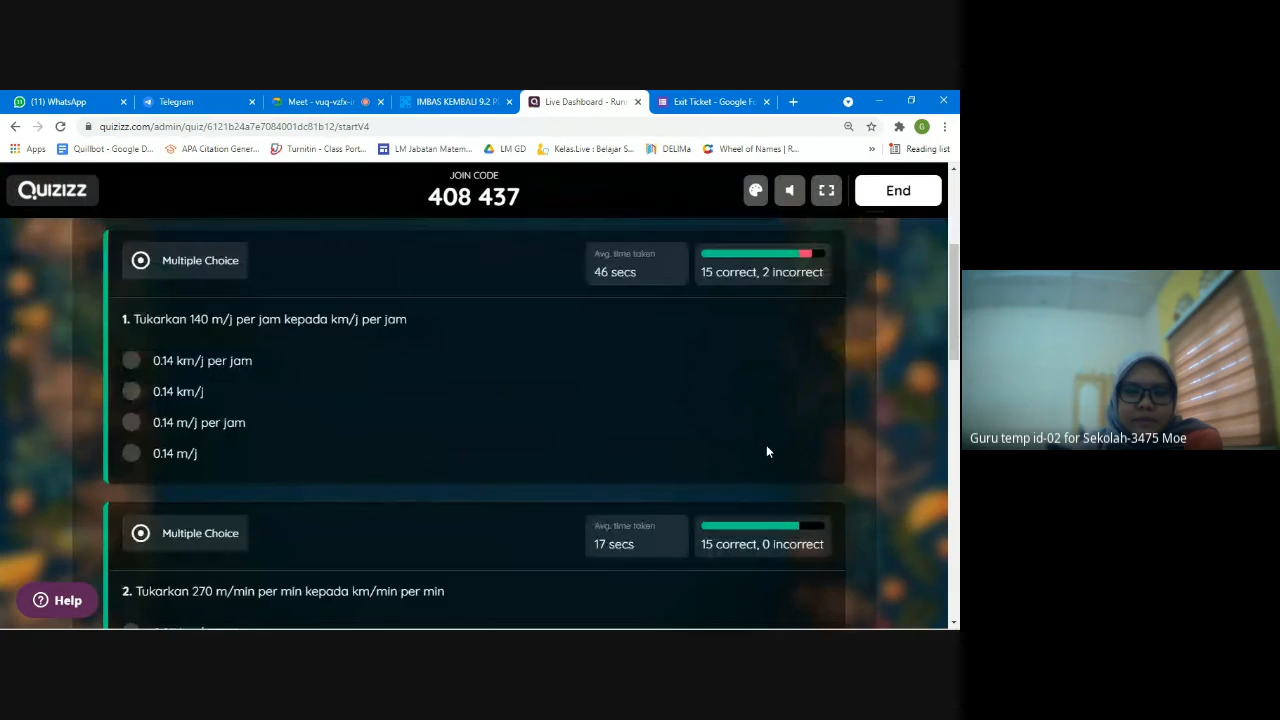 (11) WhatsApp
Telegram
Meet - vuq-vzfx-i
IMBAS KEMBALI 9.2 P
Live Dashboard - Run
Exit Ticket - Google Fo
quizizz.com/admin/quiz/6121b24a7e7084001dc81b12/startV4
G
Apps
Quillbot - Google D...
APA Citation Gener...
Turnitin - Class Port...
LM Jabatan Matem...
LM GD
Kelas.Live : Belajar S...
DELIMa
Wheel of Names | R...
»
Reading list
QUIZIZZ
JOIN CODE
408 437
End
Multiple Choice
Avg. time taken
46 secs
15 correct, 2 incorrect
1. Tukarkan 140 m/j per jam kepada km/j per jam
0.14 km/j per jam
0.14 km/j
0.14 m/j per jam
0.14 m/j
Multiple Choice
Avg. time taken
17 secs
15 correct, 0 incorrect
2. Tukarkan 270 m/min per min kepada km/min per min
Help
Guru temp id-02 for Sekolah-3475 Moe